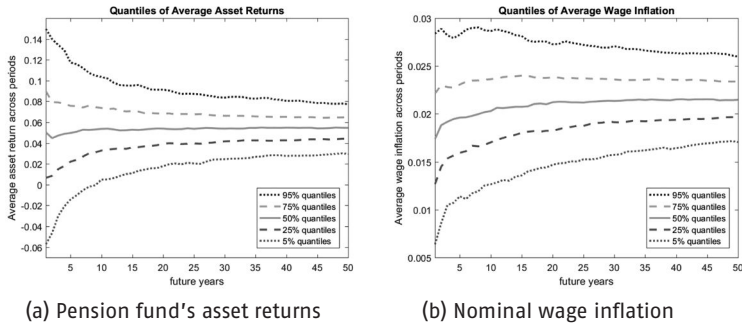 Quantiles of Average Asset Returns
Average asset return across periods
0.14
0.12
0.1
0.08
0.06
0.04
0.02
0
-0.02
-0.04
-0.06
5 10 15 20 25 30 35 40 45 50
future years
95% quantiles
75% quantiles
50% quantiles
25% quantiles
5% quantiles
(a) Pension fund's asset returns
Quantiles of Average Wage Inflation
Average wage inflation across periods
0.03
0.025
0.02
0.015
0.01
0.005
5 10 15 20 25 30 35 40 45 50
future years
95% quantiles
75% quantiles
50% quantiles
25% quantiles
5% quantiles
(b) Nominal wage inflation